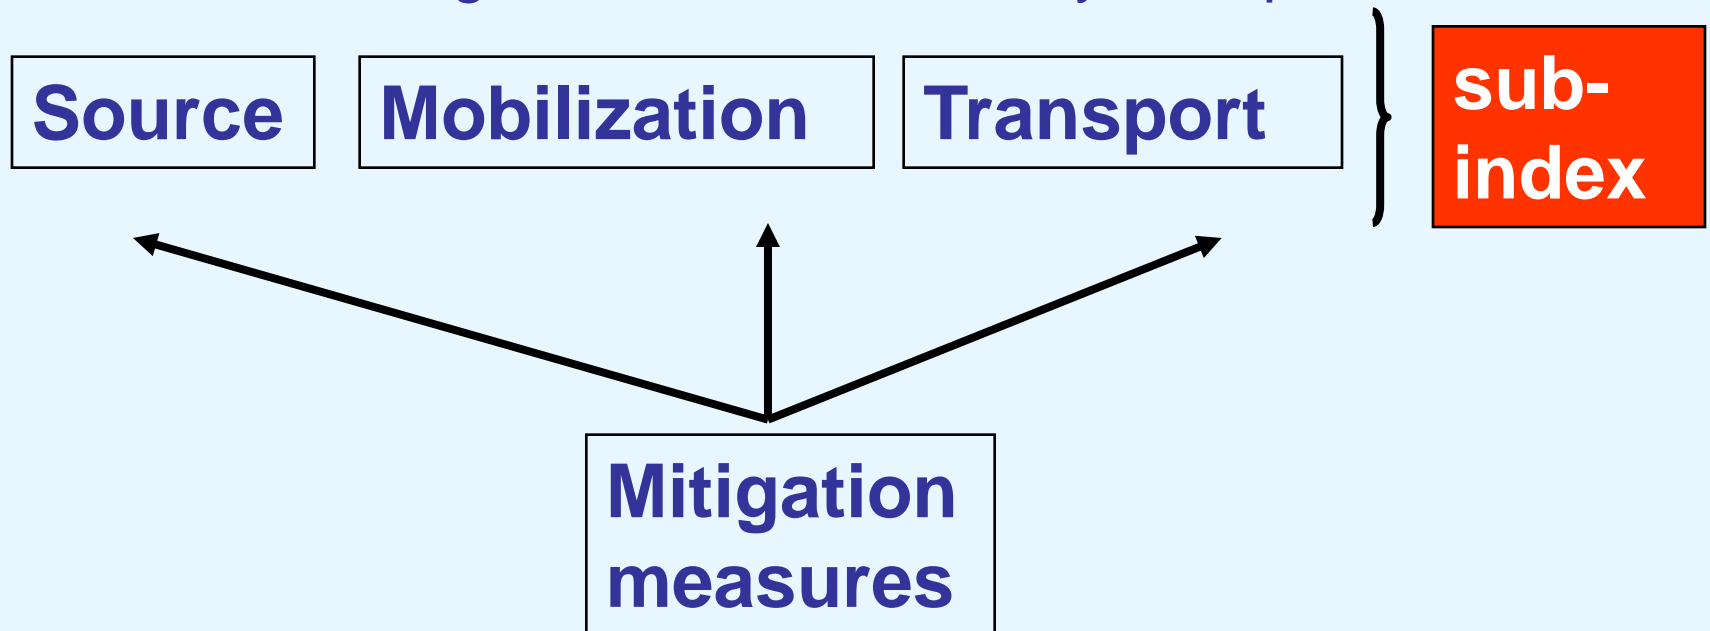 Source
Mobilization
Transport
sub-
index
Mitigation
measures